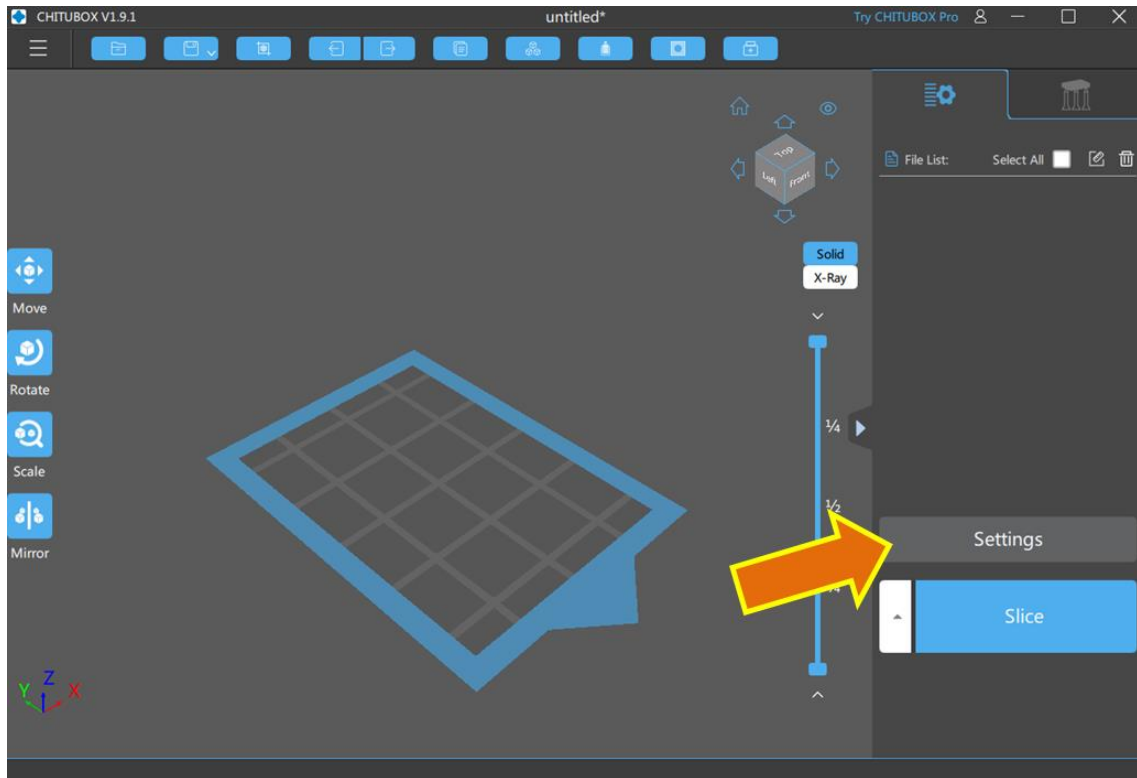 CHITUBOX V1.9.1
untitled*
Try CHITUBOX Pro
File List:
Select All
Top
Left
Front
Solid
X-Ray
Move
Rotate
Scale
Mirror
¼
½
Settings
Slice
Z
Y
X